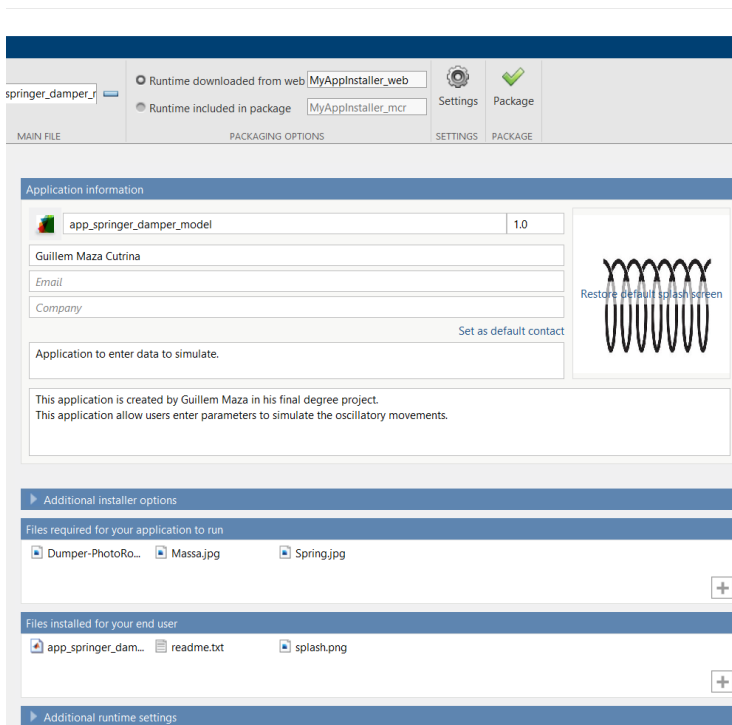 Runtime downloaded from web MyAppInstaller_web
springer_damper_r
Runtime included in package MyAppInstaller_mcr
Settings Package
MAIN FILE PACKAGING OPTIONS SETTINGS PACKAGE
Application information
app_springer_damper_model 1.0
Guillem Maza Cutrina
Email
Restore default splash screen
Company
Set as default contact
Application to enter data to simulate.
This application is created by Guillem Maza in his final degree project.
This application allow users enter parameters to simulate the oscillatory movements.
Additional installer options
Files required for your application to run
Dumper-PhotoRo... Massa.jpg Spring.jpg
Files installed for your end user
app_springer_dam... readme.txt splash.png
Additional runtime settings